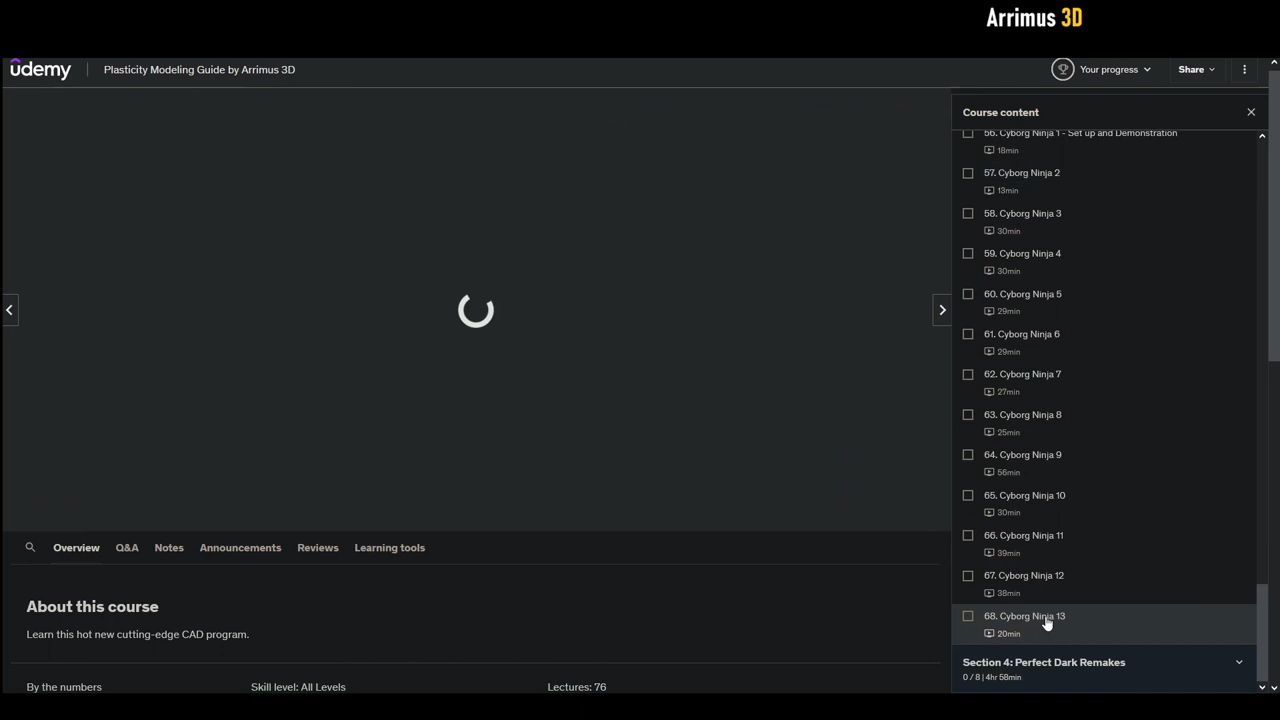 Arrimus 3D
ûdemy
Plasticity Modeling Guide by Arrimus 3D
Your progress
Share
Course content
56. Cyborg Ninja 1 - Set up and Demonstration
18min
57. Cyborg Ninja 2
13min
58. Cyborg Ninja 3
30min
59. Cyborg Ninja 4
30min
60. Cyborg Ninja 5
29min
61. Cyborg Ninja 6
29min
62. Cyborg Ninja 7
27min
63. Cyborg Ninja 8
25min
64. Cyborg Ninja 9
56min
65. Cyborg Ninja 10
30min
66. Cyborg Ninja 11
39min
67. Cyborg Ninja 12
38min
68. Cyborg Ninja 13
20min
Section 4: Perfect Dark Remakes
0 / 8 | 4hr 58min
Overview Q&A Notes Announcements Reviews Learning tools
About this course
Learn this hot new cutting-edge CAD program.
By the numbers Skill level: All Levels Lectures: 76